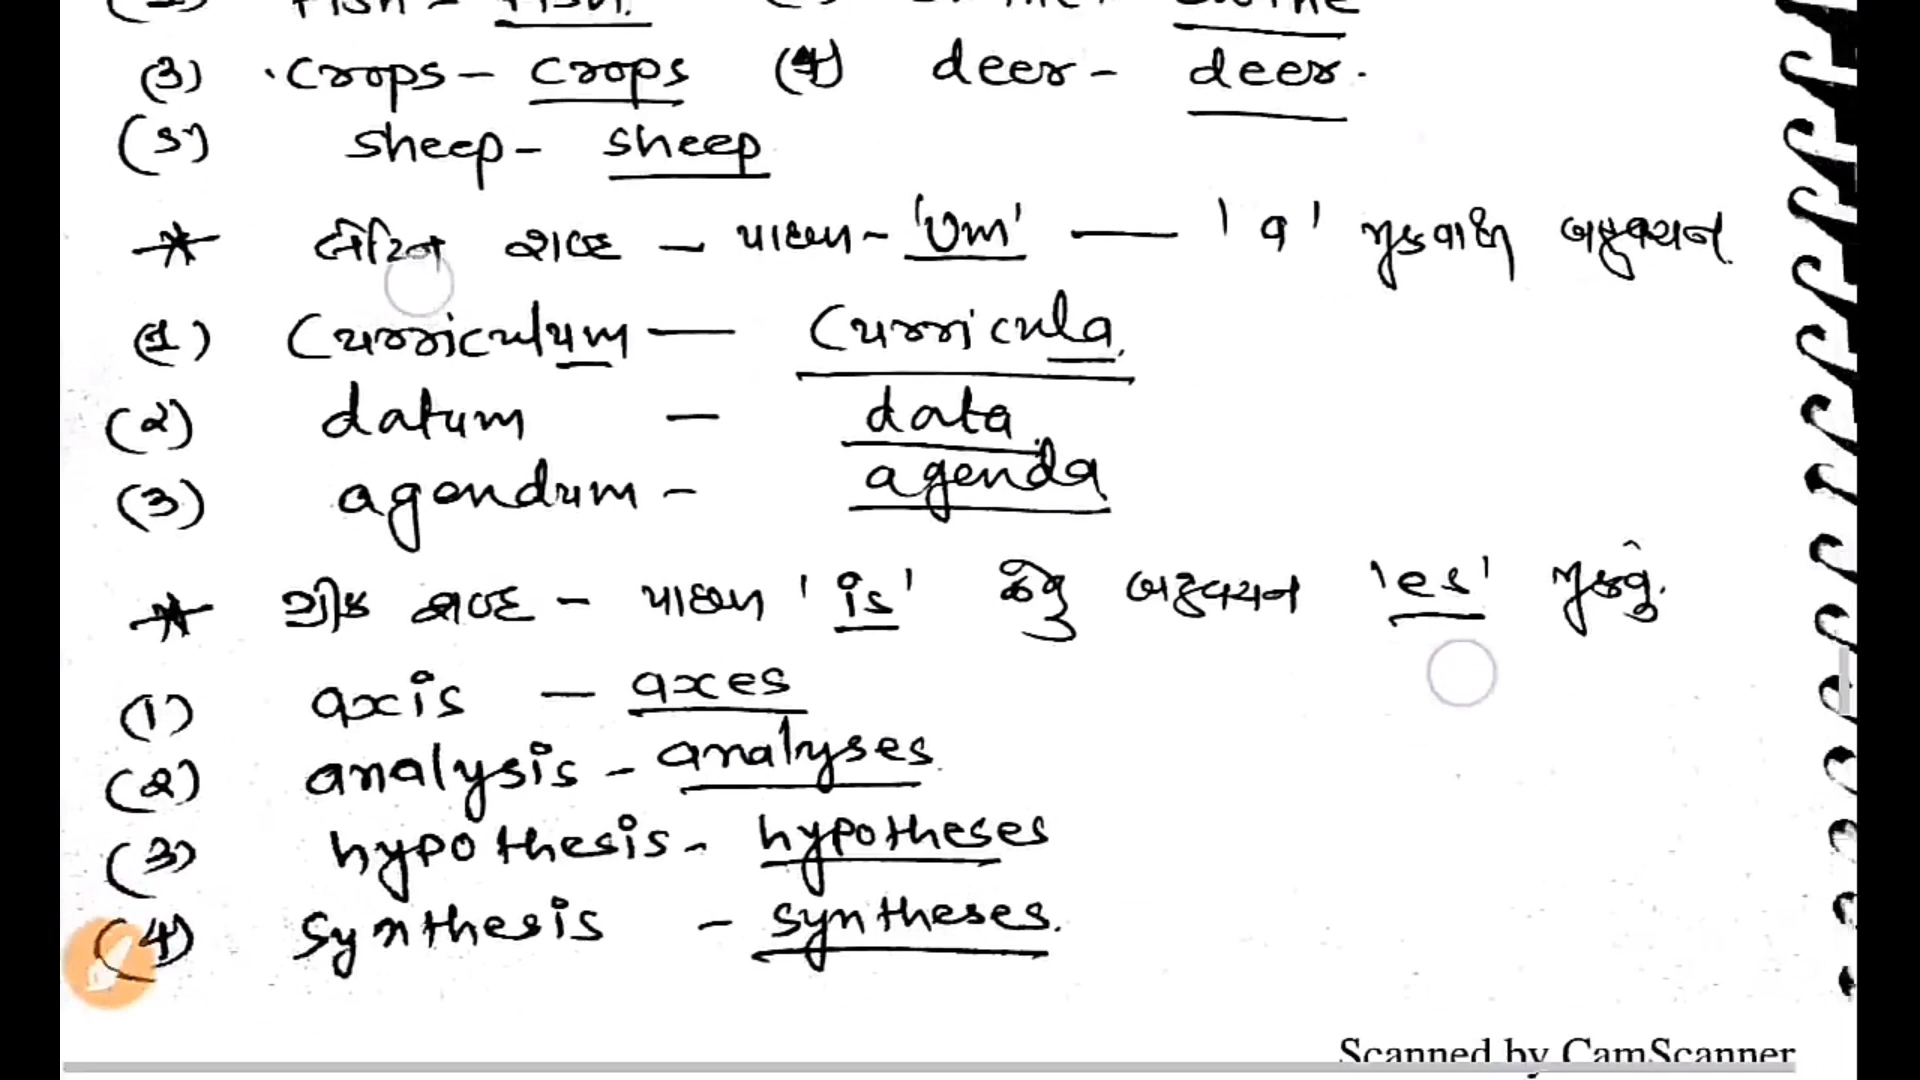 fish - fish.
(3) crops - crops (4) deer - deer.
(5) sheep - sheep
* લેટિન શબ્દ - પાછળ - 'um' — 'a' મુકવાથી બહુવચન.
(1) Curriculum — Curricula.
(2) datum - data.
(3) agendum - agenda
* ગ્રીક શબ્દ - પાછળ 'is' હેતુ બહુવચન 'es' મુકવું.
(1) axis - axes
(2) analysis - analyses.
(3) hypothesis - hypotheses
(4) Synthesis - syntheses.
Scanned by CamScanner